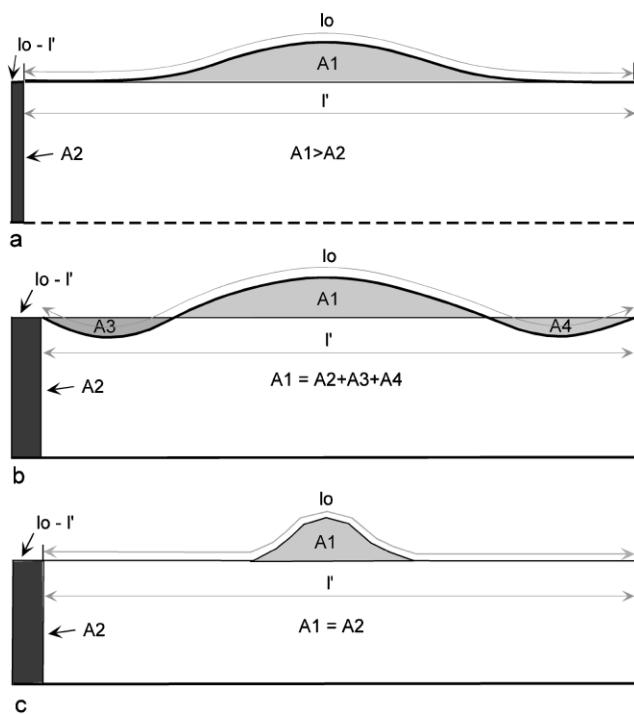 lo
lo - l'
A1
l'
A2
A1>A2
a
lo
lo - l'
A1
A3
A4
l'
A2
A1 = A2+A3+A4
b
lo
lo - l'
A1
l'
A2
A1 = A2
c